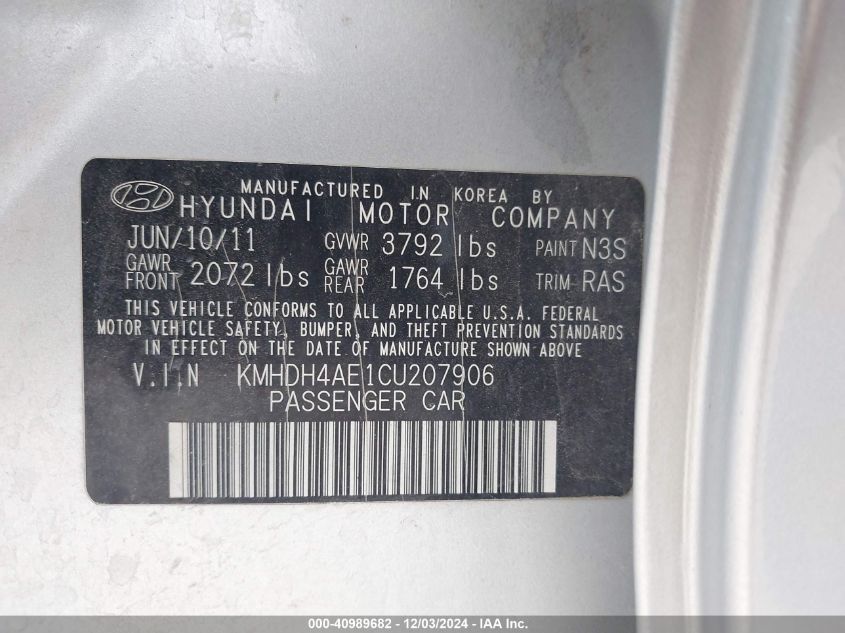 MANUFACTURED IN KOREA BY
HYUNDAI MOTOR COMPANY
JUN/10/11 GVWR 3792 lbs PAINT N3S
GAWR FRONT 2072 lbs GAWR REAR 1764 lbs TRIM RAS
THIS VEHICLE CONFORMS TO ALL APPLICABLE U.S.A. FEDERAL
MOTOR VEHICLE SAFETY, BUMPER, AND THEFT PREVENTION STANDARDS
IN EFFECT ON THE DATE OF MANUFACTURE SHOWN ABOVE
V.I.N KMHDH4AE1CU207906
PASSENGER CAR
000-40989682 - 12/03/2024 - IAA Inc.